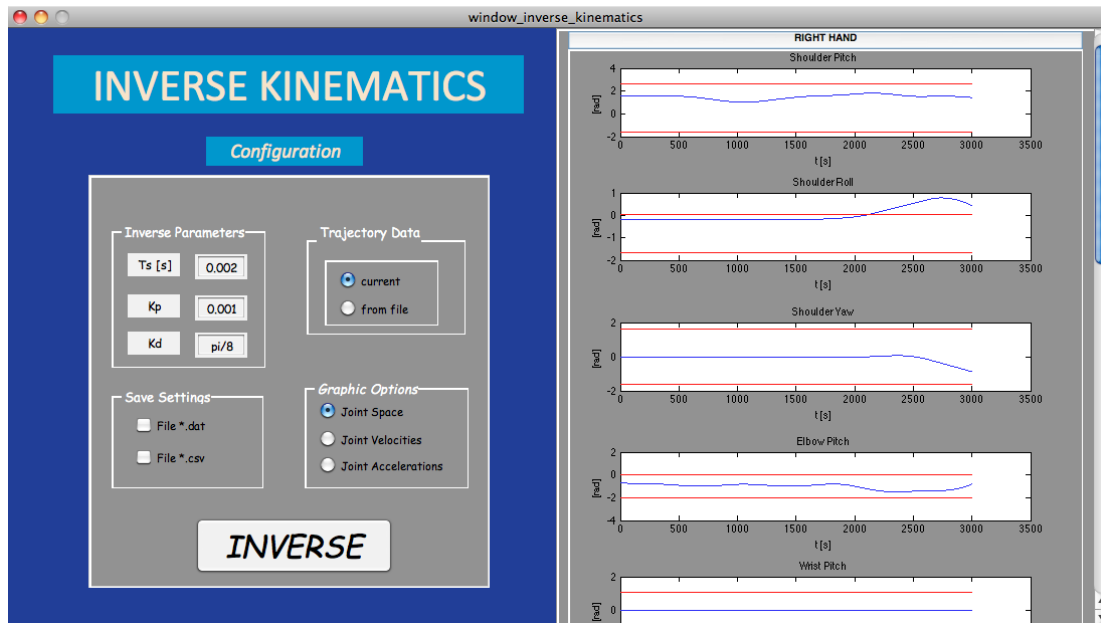 window_inverse_kinematics
INVERSE KINEMATICS
Configuration
Inverse Parameters
Ts [s]
0.002
Kp
0.001
Kd
pi/8
Trajectory Data
current
from file
Save Settings
File *.dat
File *.csv
Graphic Options
Joint Space
Joint Velocities
Joint Accelerations
INVERSE
RIGHT HAND
Shoulder Pitch
4
2
0
-2
[rad]
0 500 1000 1500 2000 2500 3000 3500
t [s]
Shoulder Roll
1
0
-1
-2
[rad]
0 500 1000 1500 2000 2500 3000 3500
t [s]
Shoulder Yaw
2
0
-2
[rad]
0 500 1000 1500 2000 2500 3000 3500
t [s]
Elbow Pitch
2
0
-2
-4
[rad]
0 500 1000 1500 2000 2500 3000 3500
t [s]
Wrist Pitch
2
0
[rad]